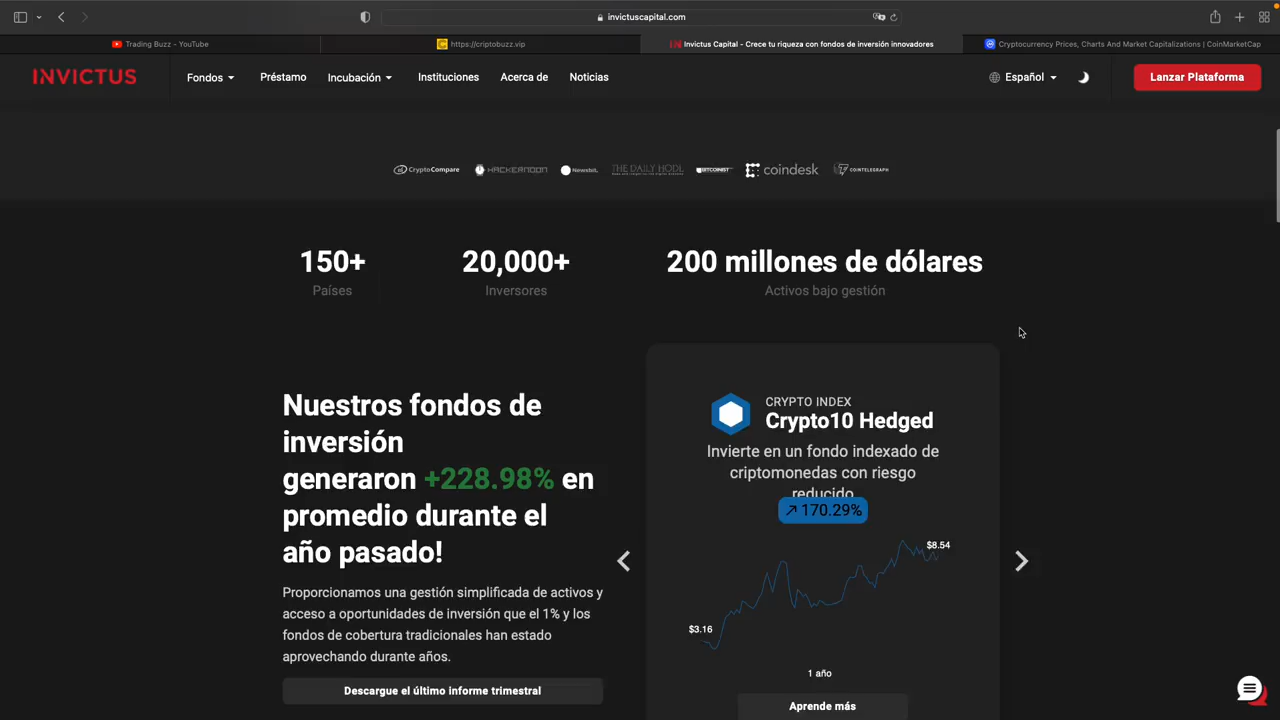 invictuscapital.com
Trading Buzz - YouTube
https://criptobuzz.vip
Invictus Capital - Crece tu riqueza con fondos de inversión innovadores
Cryptocurrency Prices, Charts And Market Capitalizations | CoinMarketCap
INVICTUS
Fondos
Préstamo
Incubación
Instituciones
Acerca de
Noticias
Español
Lanzar Plataforma
CryptoCompare
HACKERNOON
NewsBTC
THE DAILY HODL
BITCOINIST
coindesk
COINTELEGRAPH
150+
Países
20,000+
Inversores
200 millones de dólares
Activos bajo gestión
Nuestros fondos de
inversión
generaron +228.98% en
promedio durante el
año pasado!
Proporcionamos una gestión simplificada de activos y
acceso a oportunidades de inversión que el 1% y los
fondos de cobertura tradicionales han estado
aprovechando durante años.
Descargue el último informe trimestral
CRYPTO INDEX
Crypto10 Hedged
Invierte en un fondo indexado de
criptomonedas con riesgo
reducido
170.29%
$8.54
$3.16
1 año
Aprende más